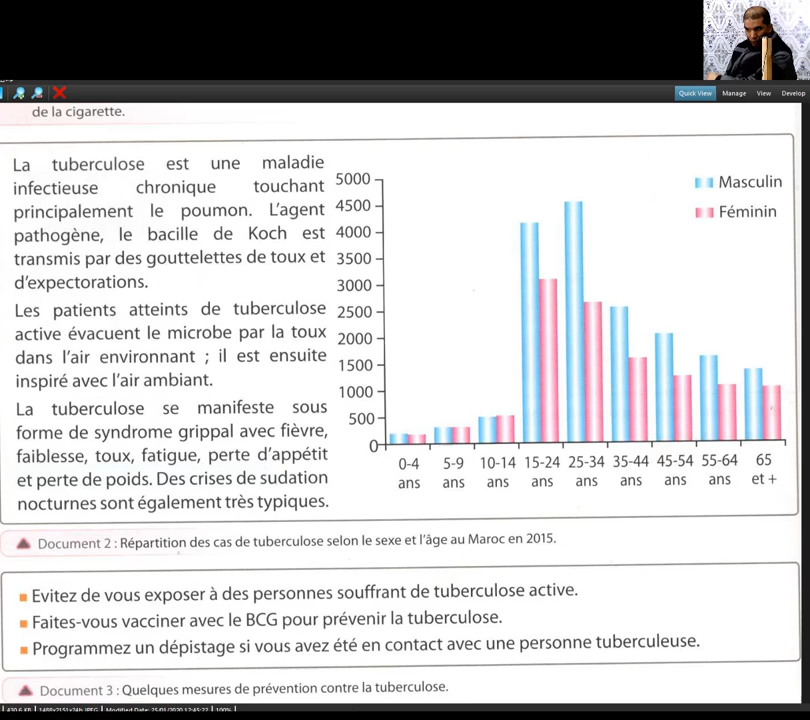 Quick View Manage View Develop
de la cigarette.
La tuberculose est une maladie
infectieuse chronique touchant
principalement le poumon. L'agent
pathogène, le bacille de Koch est
transmis par des gouttelettes de toux et
d'expectorations.
Les patients atteints de tuberculose
active évacuent le microbe par la toux
dans l'air environnant ; il est ensuite
inspiré avec l'air ambiant.
La tuberculose se manifeste sous
forme de syndrome grippal avec fièvre,
faiblesse, toux, fatigue, perte d'appétit
et perte de poids. Des crises de sudation
nocturnes sont également très typiques.
5000
4500
4000
3500
3000
2500
2000
1500
1000
500
0
Masculin
Féminin
0-4 5-9 10-14 15-24 25-34 35-44 45-54 55-64 65
ans ans ans ans ans ans ans ans et +
Document 2 : Répartition des cas de tuberculose selon le sexe et l'âge au Maroc en 2015.
Evitez de vous exposer à des personnes souffrant de tuberculose active.
Faites-vous vacciner avec le BCG pour prévenir la tuberculose.
Programmez un dépistage si vous avez été en contact avec une personne tuberculeuse.
Document 3 : Quelques mesures de prévention contre la tuberculose.